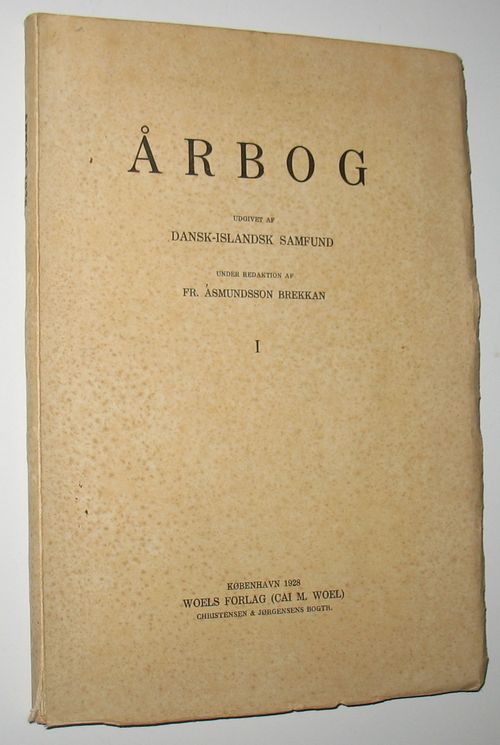 ÅRBOG
UDGIVET AF
DANSK-ISLANDSK SAMFUND
UNDER REDAKTION AF
FR. ÁSMUNDSSON BREKKAN
I
KØBENHAVN 1928
WOELS FORLAG (CAI M. WOEL)
CHRISTENSEN & JØRGENSENS BOGTR.